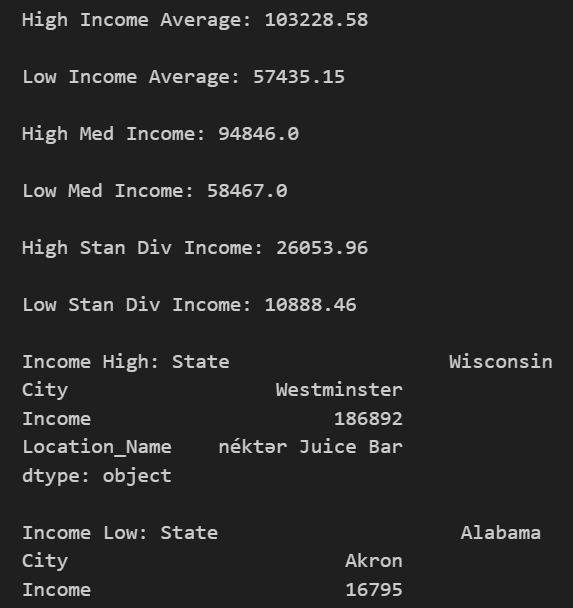 High Income Average: 103228.58
Low Income Average: 57435.15
High Med Income: 94846.0
Low Med Income: 58467.0
High Stan Div Income: 26053.96
Low Stan Div Income: 10888.46
Income High: State                   Wisconsin
City                  Westminster
Income                     186892
Location_Name    néktər Juice Bar
dtype: object
Income Low: State                     Alabama
City                        Akron
Income                      16795